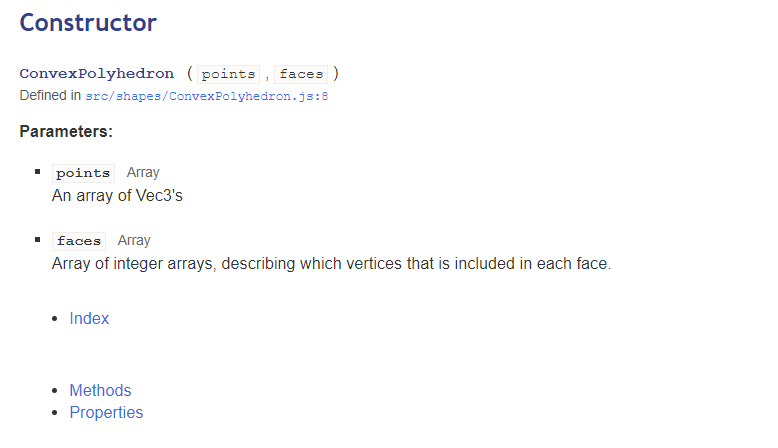 Constructor
ConvexPolyhedron ( points , faces )
Defined in src/shapes/ConvexPolyhedron.js:8
Parameters:
points Array
An array of Vec3's
faces Array
Array of integer arrays, describing which vertices that is included in each face.
Index
Methods
Properties